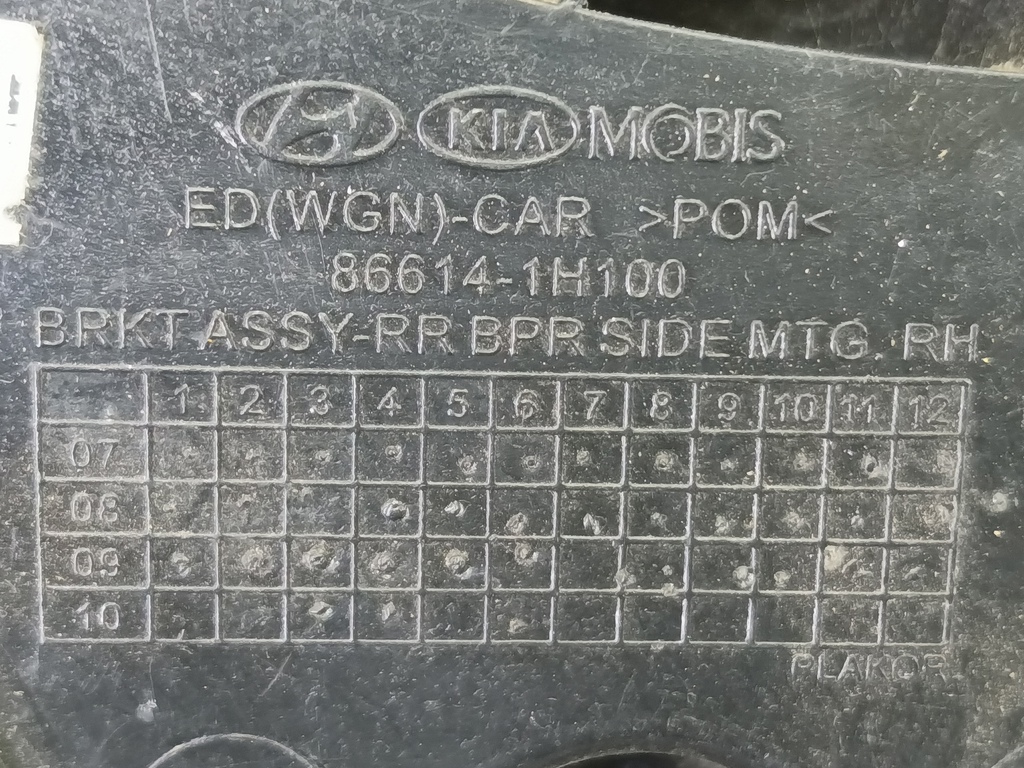 KIA MOBIS
ED(WGN)-CAR >POM<
86614-1H100
BRKT ASSY-RR BPR SIDE MTG. RH
1 2 3 4 5 6 7 8 9 10 11 12
07
08
09
10
PLAKOR